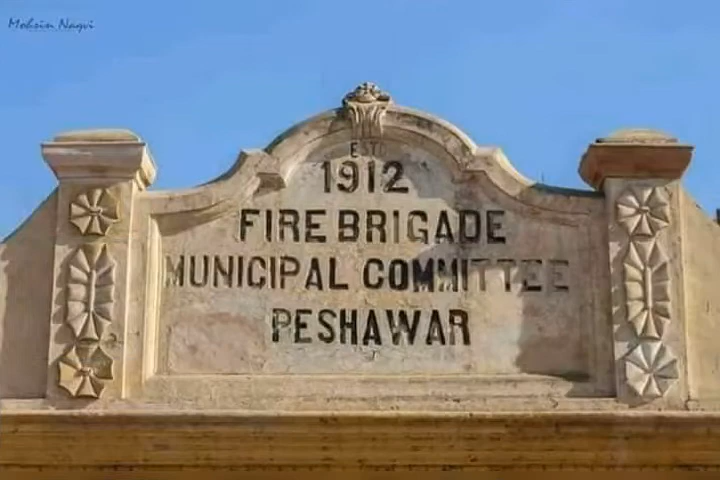 Mohsin Naqvi
ESTD
1912
FIRE BRIGADE
MUNICIPAL COMMITTEE
PESHAWAR